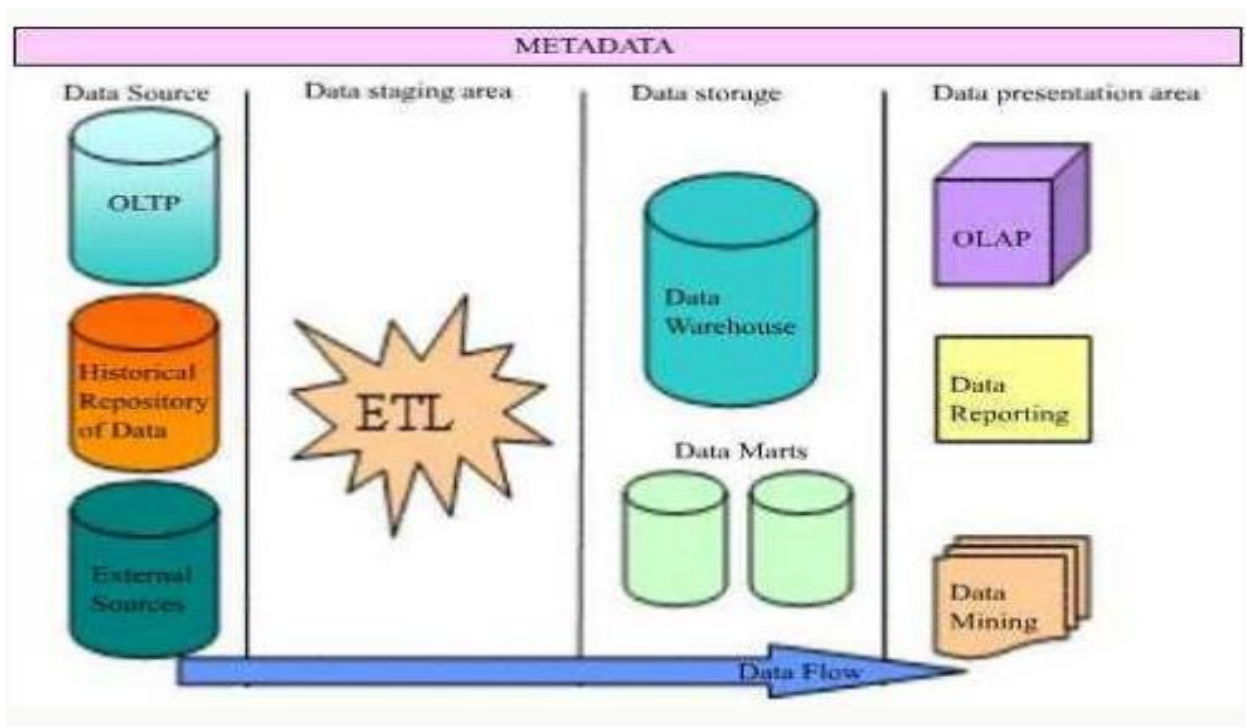 METADATA
Data Source
Data staging area
Data storuge
Data presentation area
OLTP
Historical
Repository
of Data
External
Sources
ETL
Data
Warehouse
Data Marts
OLAP
Data
Reporting
Data
Mining
Data Flow